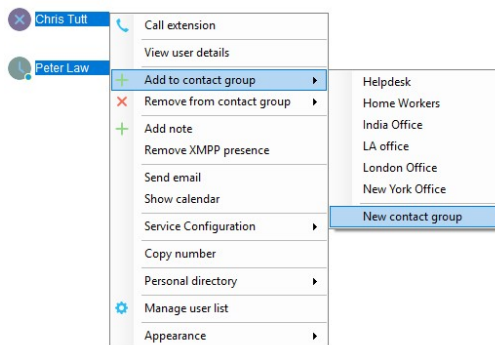 Chris Tutt
Peter Law
Call extension
View user details
Add to contact group
Remove from contact group
Add note
Remove XMPP presence
Send email
Show calendar
Service Configuration
Copy number
Personal directory
Manage user list
Appearance
Helpdesk
Home Workers
India Office
LA office
London Office
New York Office
New contact group